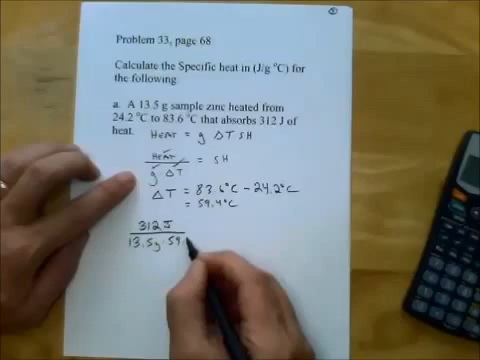 Problem 33, page 68
Calculate the Specific heat in (J/g °C) for
the following:
a. A 13.5 g sample zinc heated from
24.2 °C to 83.6 °C that absorbs 312 J of
heat.
HEAT = g ΔT SH
HEAT / g · ΔT = SH
ΔT = 83.6°C - 24.2°C
= 59.4°C
312 J
13.5g · 59.